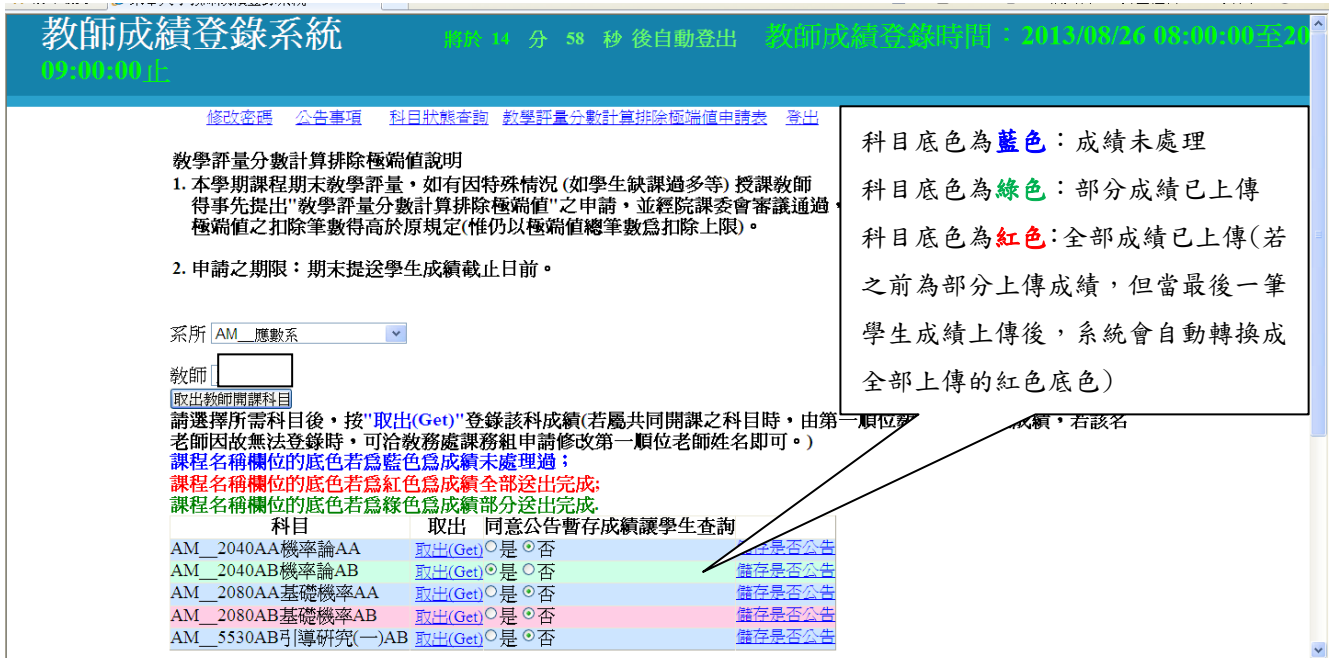 教師成績登錄系統 將於 14 分 58 秒 後自動登出 教師成績登錄時間：2013/08/26 08:00:00至20
09:00:00止
修改密碼 公告事項 科目狀態查詢 教學評量分數計算排除極端值申請表 登出
教學評量分數計算排除極端值說明
1. 本學期課程期末教學評量，如有因特殊情況 (如學生缺課過多等) 授課教師
得事先提出"教學評量分數計算排除極端值"之申請，並經院課委會審議通過，
極端值之扣除筆數得高於原規定(惟仍以極端值總筆數為扣除上限)。
2. 申請之期限：期末提送學生成績截止日前。
科目底色為藍色：成績未處理
科目底色為綠色：部分成績已上傳
科目底色為紅色：全部成績已上傳(若
之前為部分上傳成績，但當最後一筆
學生成績上傳後，系統會自動轉換成
全部上傳的紅色底色)
系所 AM__應數系
教師
取出教師開課科目
請選擇所需科目後，按"取出(Get)"登錄該科成績(若屬共同開課之科目時，由第一順位 成績，若該名
老師因故無法登錄時，可洽教務處課務組申請修改第一順位老師姓名即可。)
課程名稱欄位的底色若為藍色為成績未處理過；
課程名稱欄位的底色若為紅色為成績全部送出完成;
課程名稱欄位的底色若為綠色為成績部分送出完成.
科目 取出 同意公告暫存成績讓學生查詢
AM__2040AA機率論AA 取出(Get) 是 否 儲存是否公告
AM__2040AB機率論AB 取出(Get) 是 否 儲存是否公告
AM__2080AA基礎機率AA 取出(Get) 是 否 儲存是否公告
AM__2080AB基礎機率AB 取出(Get) 是 否 儲存是否公告
AM__5530AB引導研究(一)AB 取出(Get) 是 否 儲存是否公告